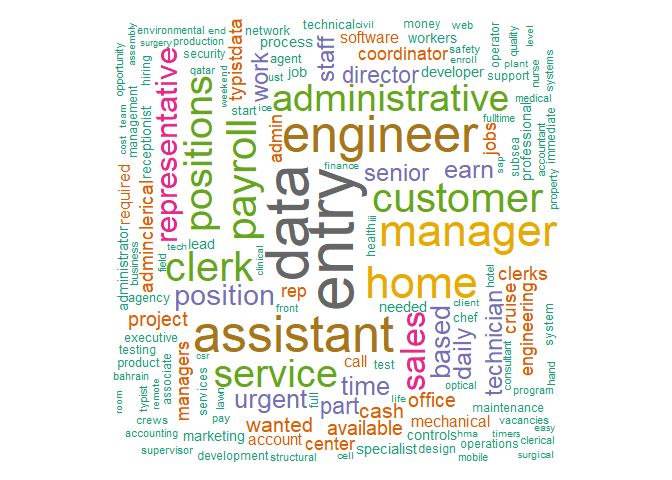 environmental end network technical civil money web
surgery production process software workers safety operator quality level
assembly security agent coordinator enroll plant
opportunity hiring qatar weekend typistdata work job staff director developer support nurse systems
representative positions start ust ice administrative fulltime medical
cost team management receptionist payroll admin engineer jobs subsea professional accountant immediate
required clerical finance senior earn sap property
administrator adminclerical data entry customer
business tech lead health iii manager
field clerk clinical home hotel clerks
agency position rep needed client cruise engineering system
project front chef technician consultant
executive assistant sales based daily
testing managers csr call test optical program hand
product associate services service time
bahrain remote lawn urgent life part office maintenance
room typist pay full cash mechanical vacancies
crews wanted available controls hma timers easy
accounting marketing account center specialist design operations clerical
supervisor development structural cell mobile surgical